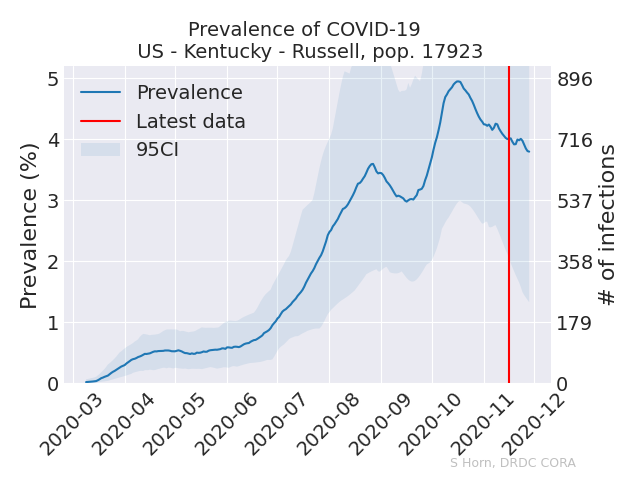 Prevalence of COVID-19
US - Kentucky - Russell, pop. 17923
Prevalence
Latest data
95CI
Prevalence (%)
5
4
3
2
1
0
896
716
537
358
179
0
# of infections
2020-03
2020-04
2020-05
2020-06
2020-07
2020-08
2020-09
2020-10
2020-11
2020-12
S Horn, DRDC CORA